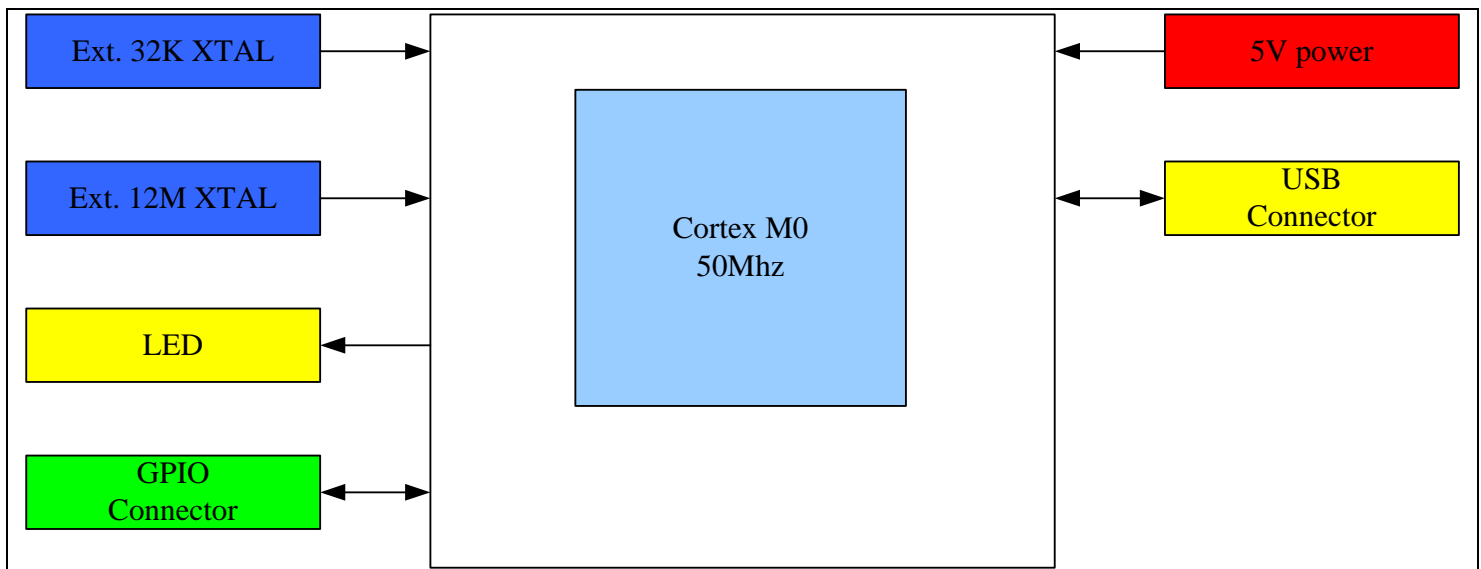 Ext. 32K XTAL
5V power
Ext. 12M XTAL
USB
Connector
Cortex M0
50Mhz
LED
GPIO
Connector